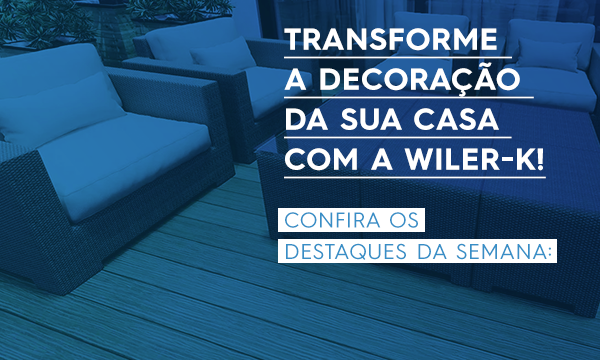 TRANSFORME
A DECORAÇÃO
DA SUA CASA
COM A WILER-K!
CONFIRA OS
DESTAQUES DA SEMANA: